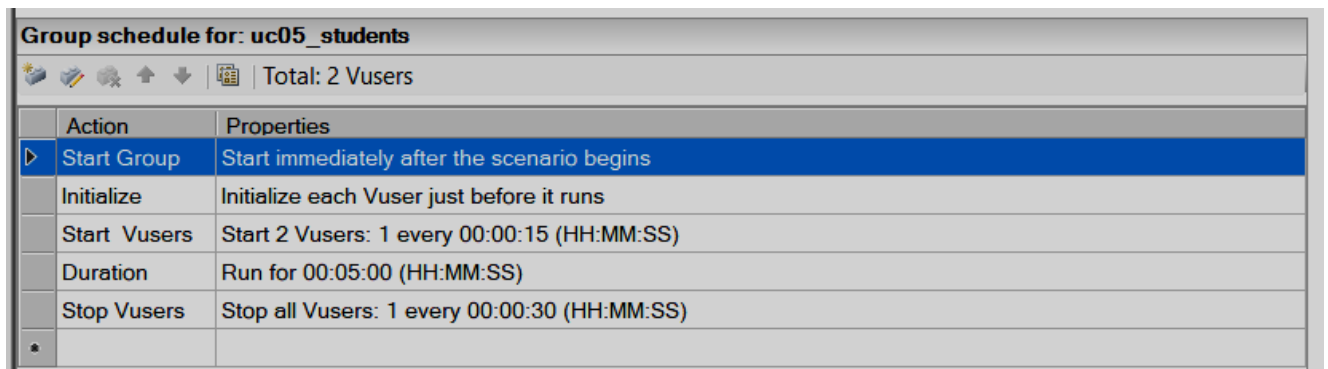 Group schedule for: uc05_students
Total: 2 Vusers
Action Properties
Start Group Start immediately after the scenario begins
Initialize Initialize each Vuser just before it runs
Start Vusers Start 2 Vusers: 1 every 00:00:15 (HH:MM:SS)
Duration Run for 00:05:00 (HH:MM:SS)
Stop Vusers Stop all Vusers: 1 every 00:00:30 (HH:MM:SS)